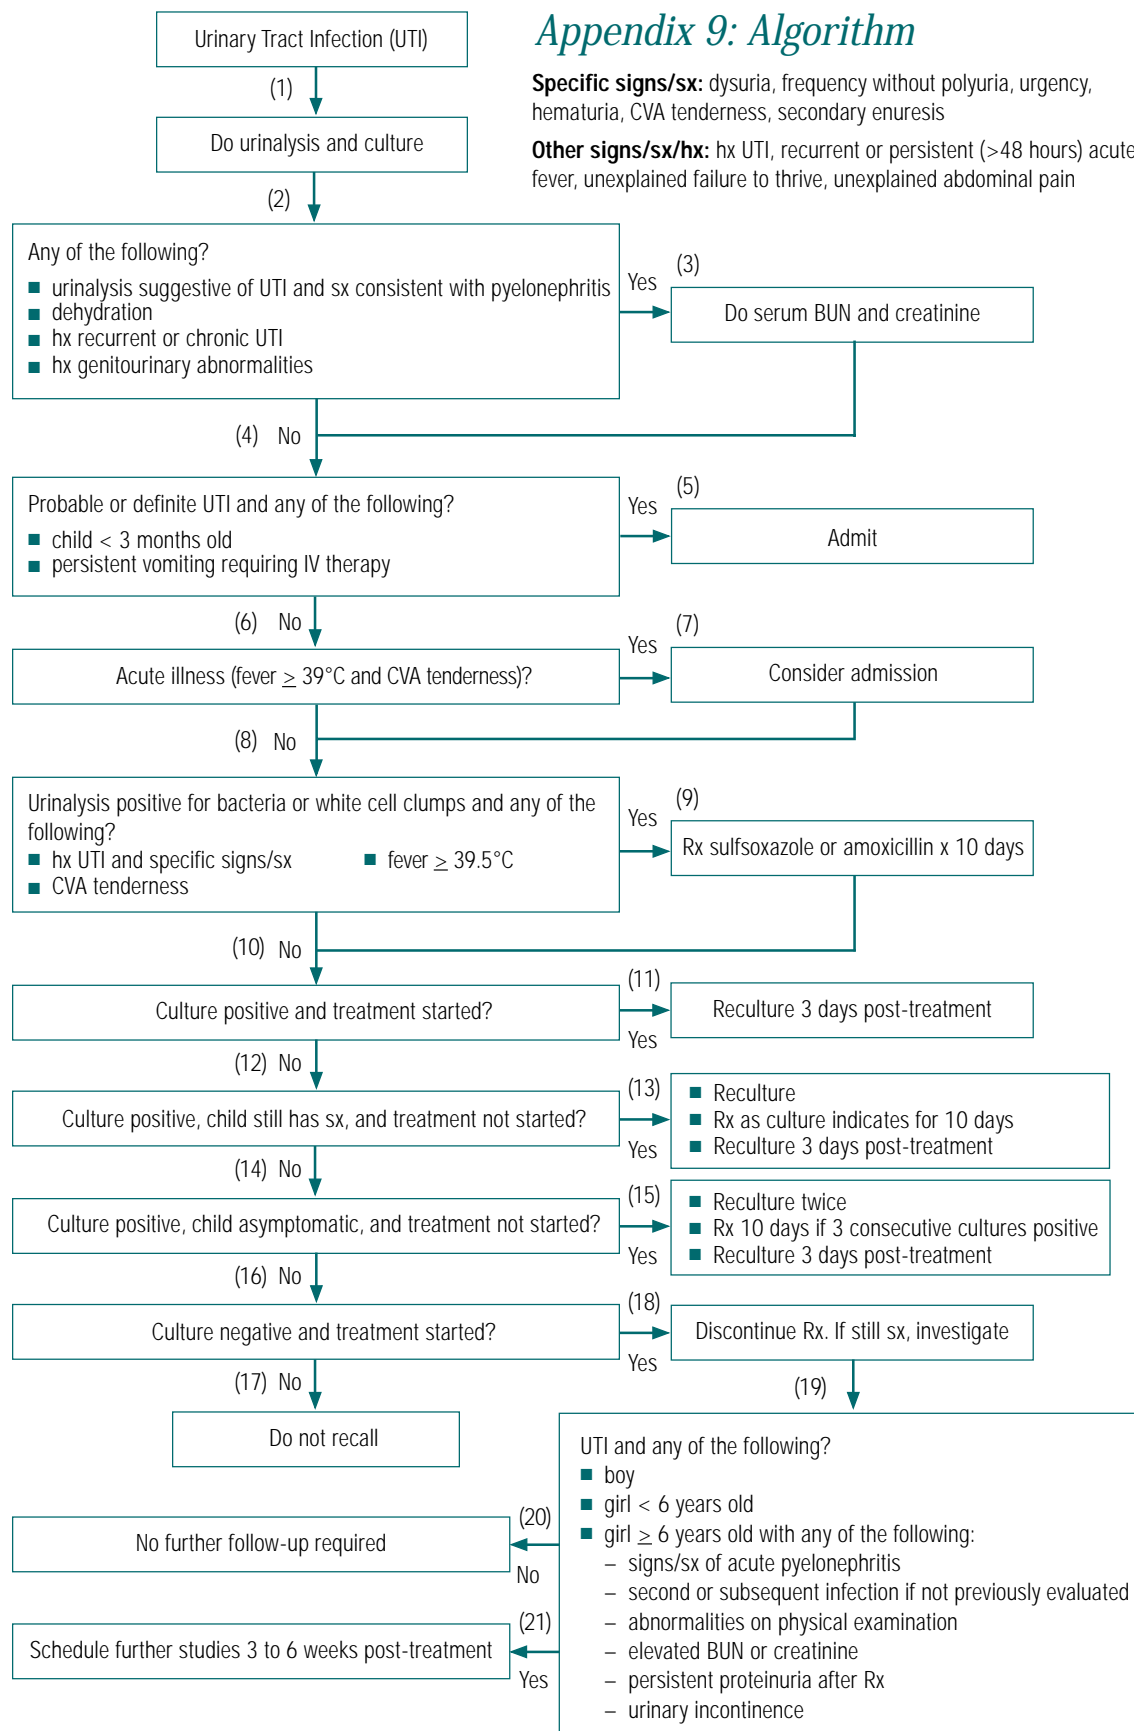 Appendix 9: Algorithm
Specific signs/sx: dysuria, frequency without polyuria, urgency,
hematuria, CVA tenderness, secondary enuresis
Other signs/sx/hx: hx UTI, recurrent or persistent (>48 hours) acute
fever, unexplained failure to thrive, unexplained abdominal pain
Urinary Tract Infection (UTI)
(1)
Do urinalysis and culture
(2)
Any of the following?
■ urinalysis suggestive of UTI and sx consistent with pyelonephritis
■ dehydration
■ hx recurrent or chronic UTI
■ hx genitourinary abnormalities
Yes
(3)
Do serum BUN and creatinine
(4) No
Probable or definite UTI and any of the following?
■ child < 3 months old
■ persistent vomiting requiring IV therapy
Yes
(5)
Admit
(6) No
Acute illness (fever ≥ 39°C and CVA tenderness)?
Yes
(7)
Consider admission
(8) No
Urinalysis positive for bacteria or white cell clumps and any of the
following?
■ hx UTI and specific signs/sx ■ fever ≥ 39.5°C
■ CVA tenderness
Yes
(9)
Rx sulfsoxazole or amoxicillin x 10 days
(10) No
Culture positive and treatment started?
(11)
Yes
Reculture 3 days post-treatment
(12) No
Culture positive, child still has sx, and treatment not started?
(13)
Yes
■ Reculture
■ Rx as culture indicates for 10 days
■ Reculture 3 days post-treatment
(14) No
Culture positive, child asymptomatic, and treatment not started?
(15)
Yes
■ Reculture twice
■ Rx 10 days if 3 consecutive cultures positive
■ Reculture 3 days post-treatment
(16) No
Culture negative and treatment started?
(18)
Yes
Discontinue Rx. If still sx, investigate
(17) No
Do not recall
(19)
UTI and any of the following?
■ boy
■ girl < 6 years old
■ girl ≥ 6 years old with any of the following:
– signs/sx of acute pyelonephritis
– second or subsequent infection if not previously evaluated
– abnormalities on physical examination
– elevated BUN or creatinine
– persistent proteinuria after Rx
– urinary incontinence
(20)
No
No further follow-up required
(21)
Yes
Schedule further studies 3 to 6 weeks post-treatment